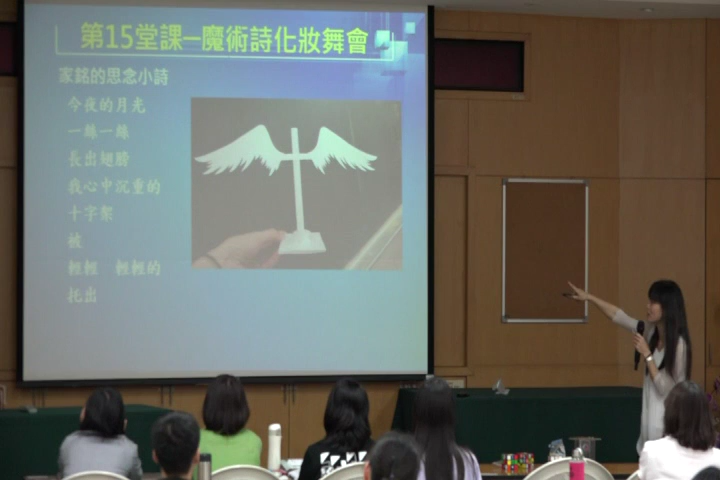 第15堂課—魔術詩化妝舞會
家銘的思念小詩
今夜的月光
一絲一絲
長出翅膀
我心中沉重的
十字架
被
輕輕　輕輕的
托出